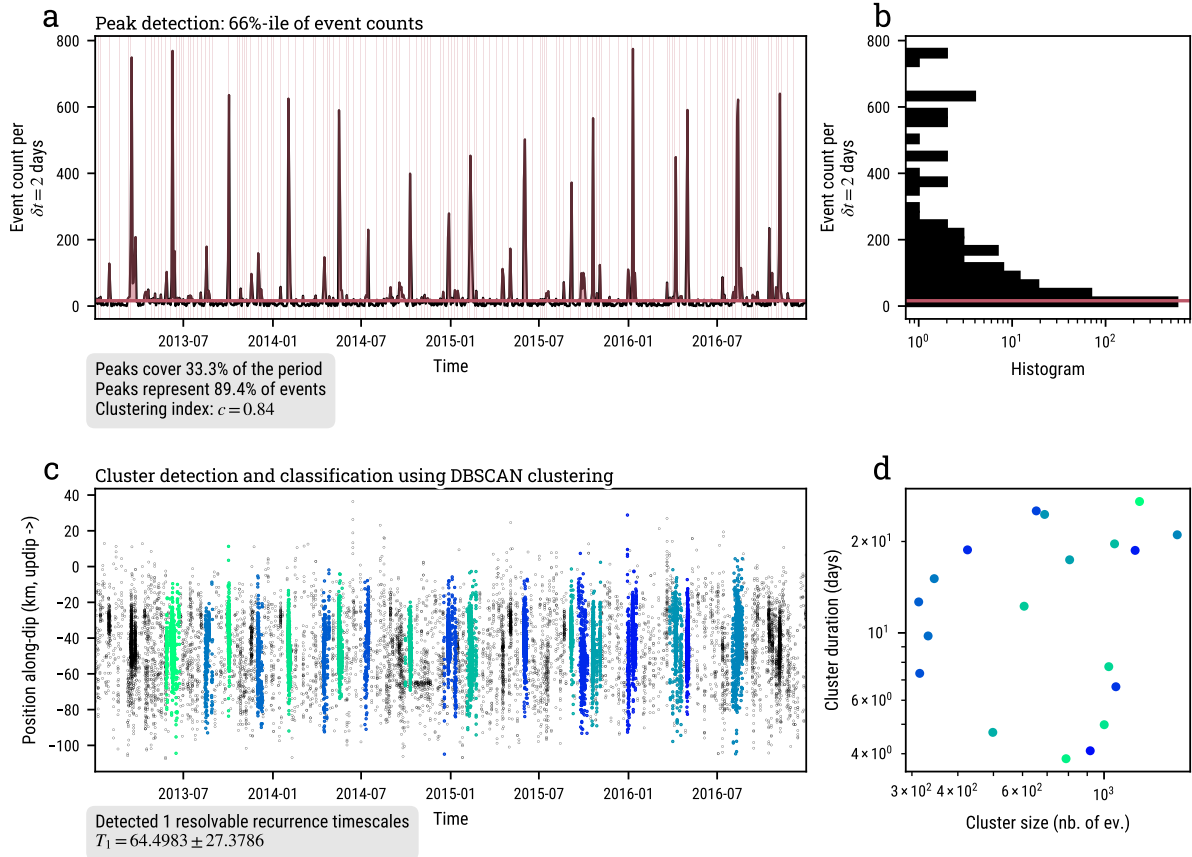 a
Peak detection: 66%-ile of event counts
800
600
400
200
0
Event count per
δt = 2 days
2013-07
2014-01
2014-07
2015-01
2015-07
2016-01
2016-07
Time
Peaks cover 33.3% of the period
Peaks represent 89.4% of events
Clustering index: c = 0.84
b
800
600
400
200
0
Event count per
δt = 2 days
10⁰
10¹
10²
Histogram
c
Cluster detection and classification using DBSCAN clustering
40
20
0
−20
−40
−60
−80
−100
Position along-dip (km, updip ->)
2013-07
2014-01
2014-07
2015-01
2015-07
2016-01
2016-07
Time
Detected 1 resolvable recurrence timescales
T₁ = 64.4983 ± 27.3786
d
2 × 10¹
10¹
6 × 10⁰
4 × 10⁰
Cluster duration (days)
3 × 10²
4 × 10²
6 × 10²
10³
Cluster size (nb. of ev.)